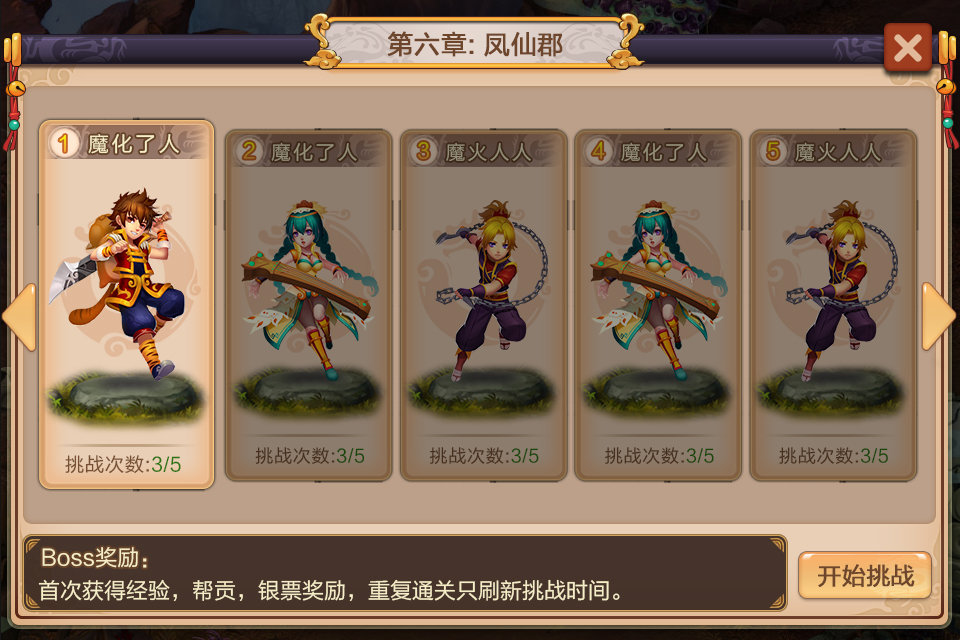 第六章: 凤仙郡
1 魔化了人
2 魔化了人
3 魔火人人
4 魔化了人
5 魔火人人
挑战次数:3/5
挑战次数:3/5
挑战次数:3/5
挑战次数:3/5
挑战次数:3/5
Boss奖励：
首次获得经验，帮贡，银票奖励，重复通关只刷新挑战时间。
开始挑战